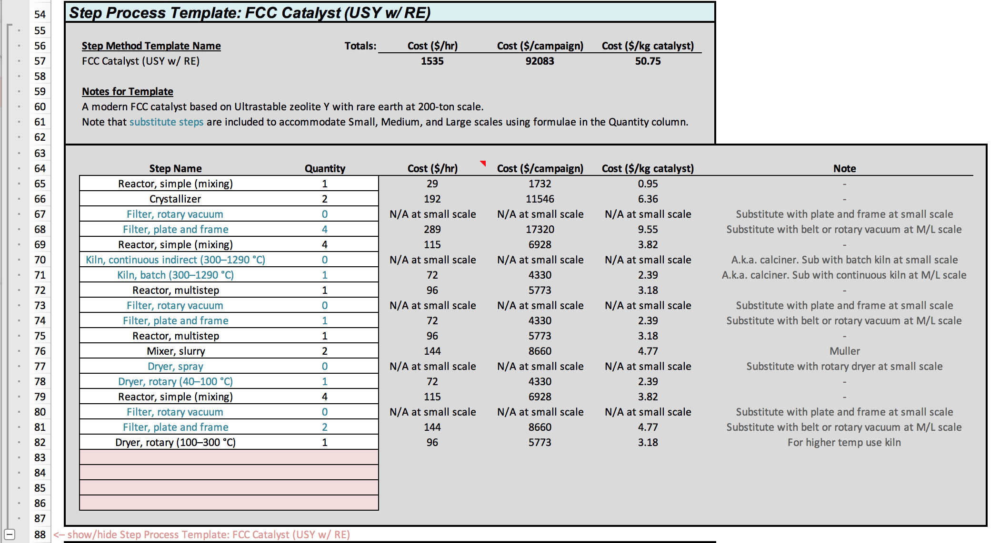 54 Step Process Template: FCC Catalyst (USY w/ RE)
55
56 Step Method Template Name Totals: Cost ($/hr) Cost ($/campaign) Cost ($/kg catalyst)
57 FCC Catalyst (USY w/ RE) 1535 92083 50.75
58
59 Notes for Template
60 A modern FCC catalyst based on Ultrastable zeolite Y with rare earth at 200-ton scale.
61 Note that substitute steps are included to accommodate Small, Medium, and Large scales using formulae in the Quantity column.
62
63
64 Step Name Quantity Cost ($/hr) Cost ($/campaign) Cost ($/kg catalyst) Note
65 Reactor, simple (mixing) 1 29 1732 0.95 -
66 Crystallizer 2 192 11546 6.36 -
67 Filter, rotary vacuum 0 N/A at small scale N/A at small scale N/A at small scale Substitute with plate and frame at small scale
68 Filter, plate and frame 4 289 17320 9.55 Substitute with belt or rotary vacuum at M/L scale
69 Reactor, simple (mixing) 4 115 6928 3.82 -
70 Kiln, continuous indirect (300–1290 °C) 0 N/A at small scale N/A at small scale N/A at small scale A.k.a. calciner. Sub with batch kiln at small scale
71 Kiln, batch (300–1290 °C) 1 72 4330 2.39 A.k.a. calciner. Sub with continuous kiln at M/L scale
72 Reactor, multistep 1 96 5773 3.18 -
73 Filter, rotary vacuum 0 N/A at small scale N/A at small scale N/A at small scale Substitute with plate and frame at small scale
74 Filter, plate and frame 1 72 4330 2.39 Substitute with belt or rotary vacuum at M/L scale
75 Reactor, multistep 1 96 5773 3.18 -
76 Mixer, slurry 2 144 8660 4.77 Muller
77 Dryer, spray 0 N/A at small scale N/A at small scale N/A at small scale Substitute with rotary dryer at small scale
78 Dryer, rotary (40–100 °C) 1 72 4330 2.39 -
79 Reactor, simple (mixing) 4 115 6928 3.82 -
80 Filter, rotary vacuum 0 N/A at small scale N/A at small scale N/A at small scale Substitute with plate and frame at small scale
81 Filter, plate and frame 2 144 8660 4.77 Substitute with belt or rotary vacuum at M/L scale
82 Dryer, rotary (100–300 °C) 1 96 5773 3.18 For higher temp use kiln
83
84
85
86
87
88 <– show/hide Step Process Template: FCC Catalyst (USY w/ RE)